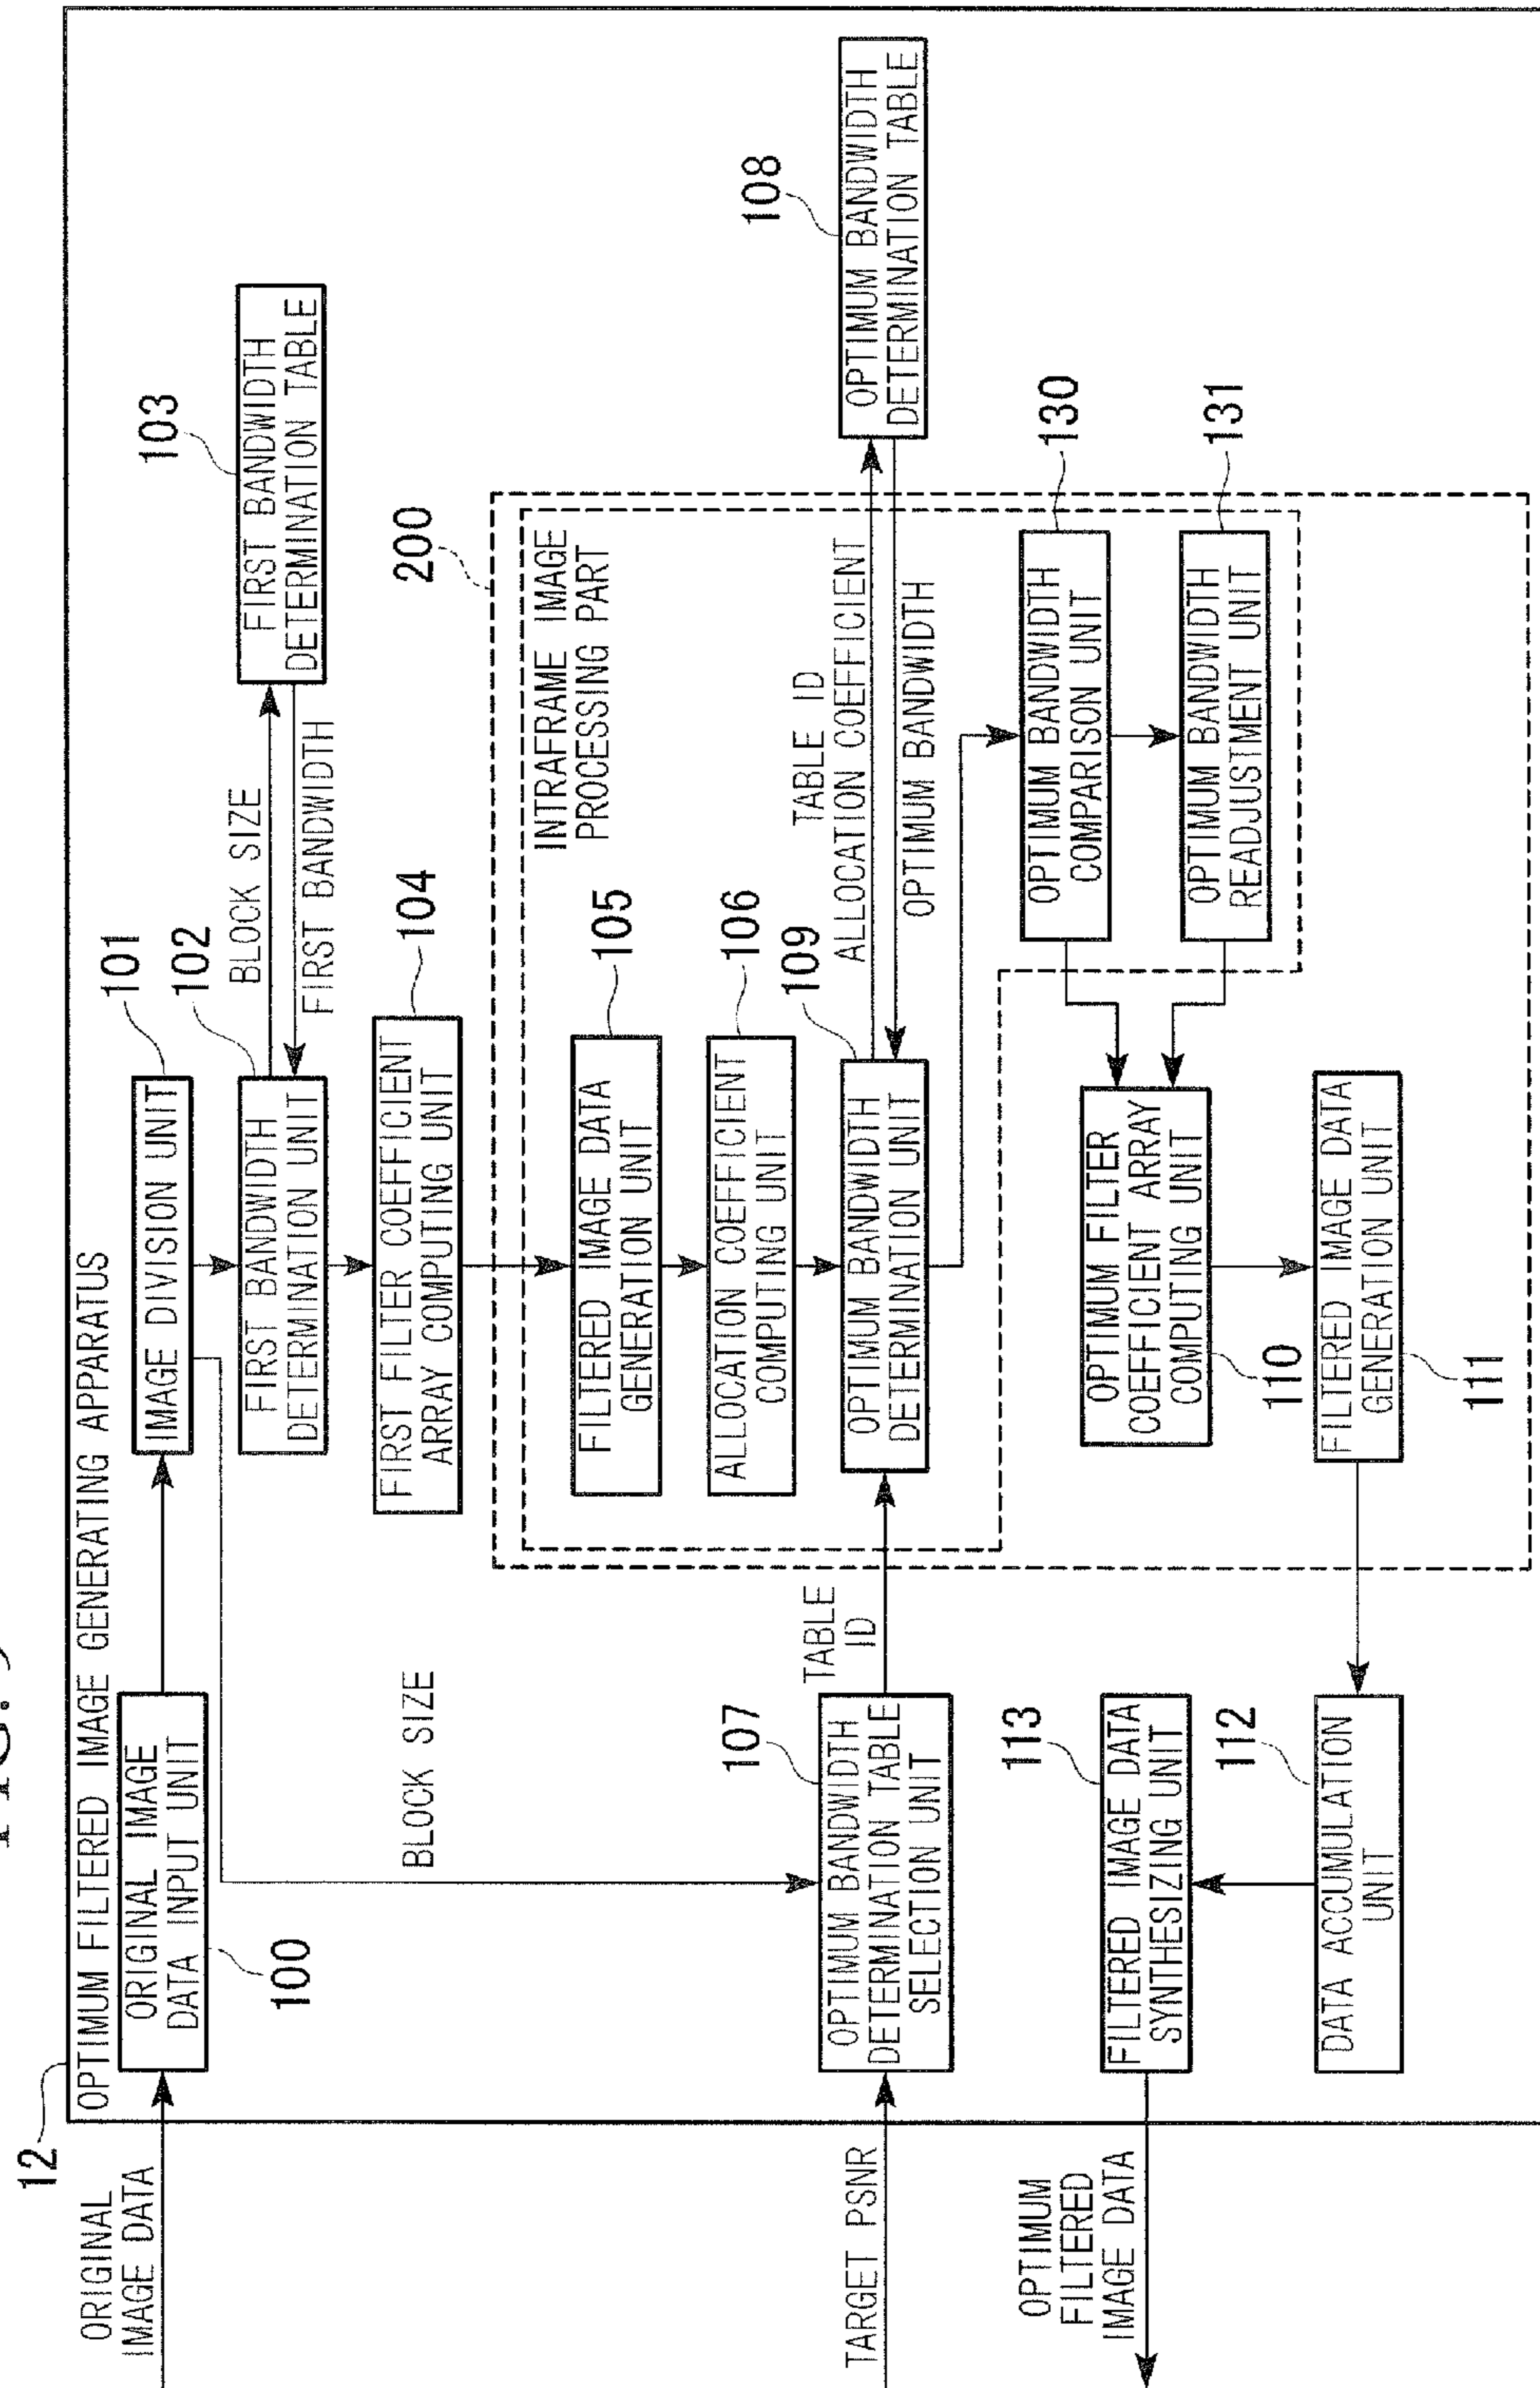 FIG. 9
12
OPTIMUM FILTERED IMAGE GENERATING APPARATUS
ORIGINAL
IMAGE DATA
ORIGINAL IMAGE
DATA INPUT UNIT
100
IMAGE DIVISION UNIT
101
FIRST BANDWIDTH
DETERMINATION UNIT
102
BLOCK SIZE
FIRST BANDWIDTH
FIRST BANDWIDTH
DETERMINATION TABLE
103
FIRST FILTER COEFFICIENT
ARRAY COMPUTING UNIT
104
BLOCK SIZE
200
INTRAFRAME IMAGE
PROCESSING PART
FILTERED IMAGE DATA
GENERATION UNIT
105
ALLOCATION COEFFICIENT
COMPUTING UNIT
106
TARGET PSNR
OPTIMUM BANDWIDTH
DETERMINATION TABLE
SELECTION UNIT
107
TABLE
ID
OPTIMUM BANDWIDTH
DETERMINATION UNIT
109
TABLE ID
ALLOCATION COEFFICIENT
OPTIMUM BANDWIDTH
OPTIMUM BANDWIDTH
DETERMINATION TABLE
108
OPTIMUM BANDWIDTH
COMPARISON UNIT
130
OPTIMUM BANDWIDTH
READJUSTMENT UNIT
131
OPTIMUM FILTER
COEFFICIENT ARRAY
COMPUTING UNIT
110
FILTERED IMAGE DATA
GENERATION UNIT
111
OPTIMUM
FILTERED
IMAGE DATA
FILTERED IMAGE DATA
SYNTHESIZING UNIT
113
DATA ACCUMULATION
UNIT
112